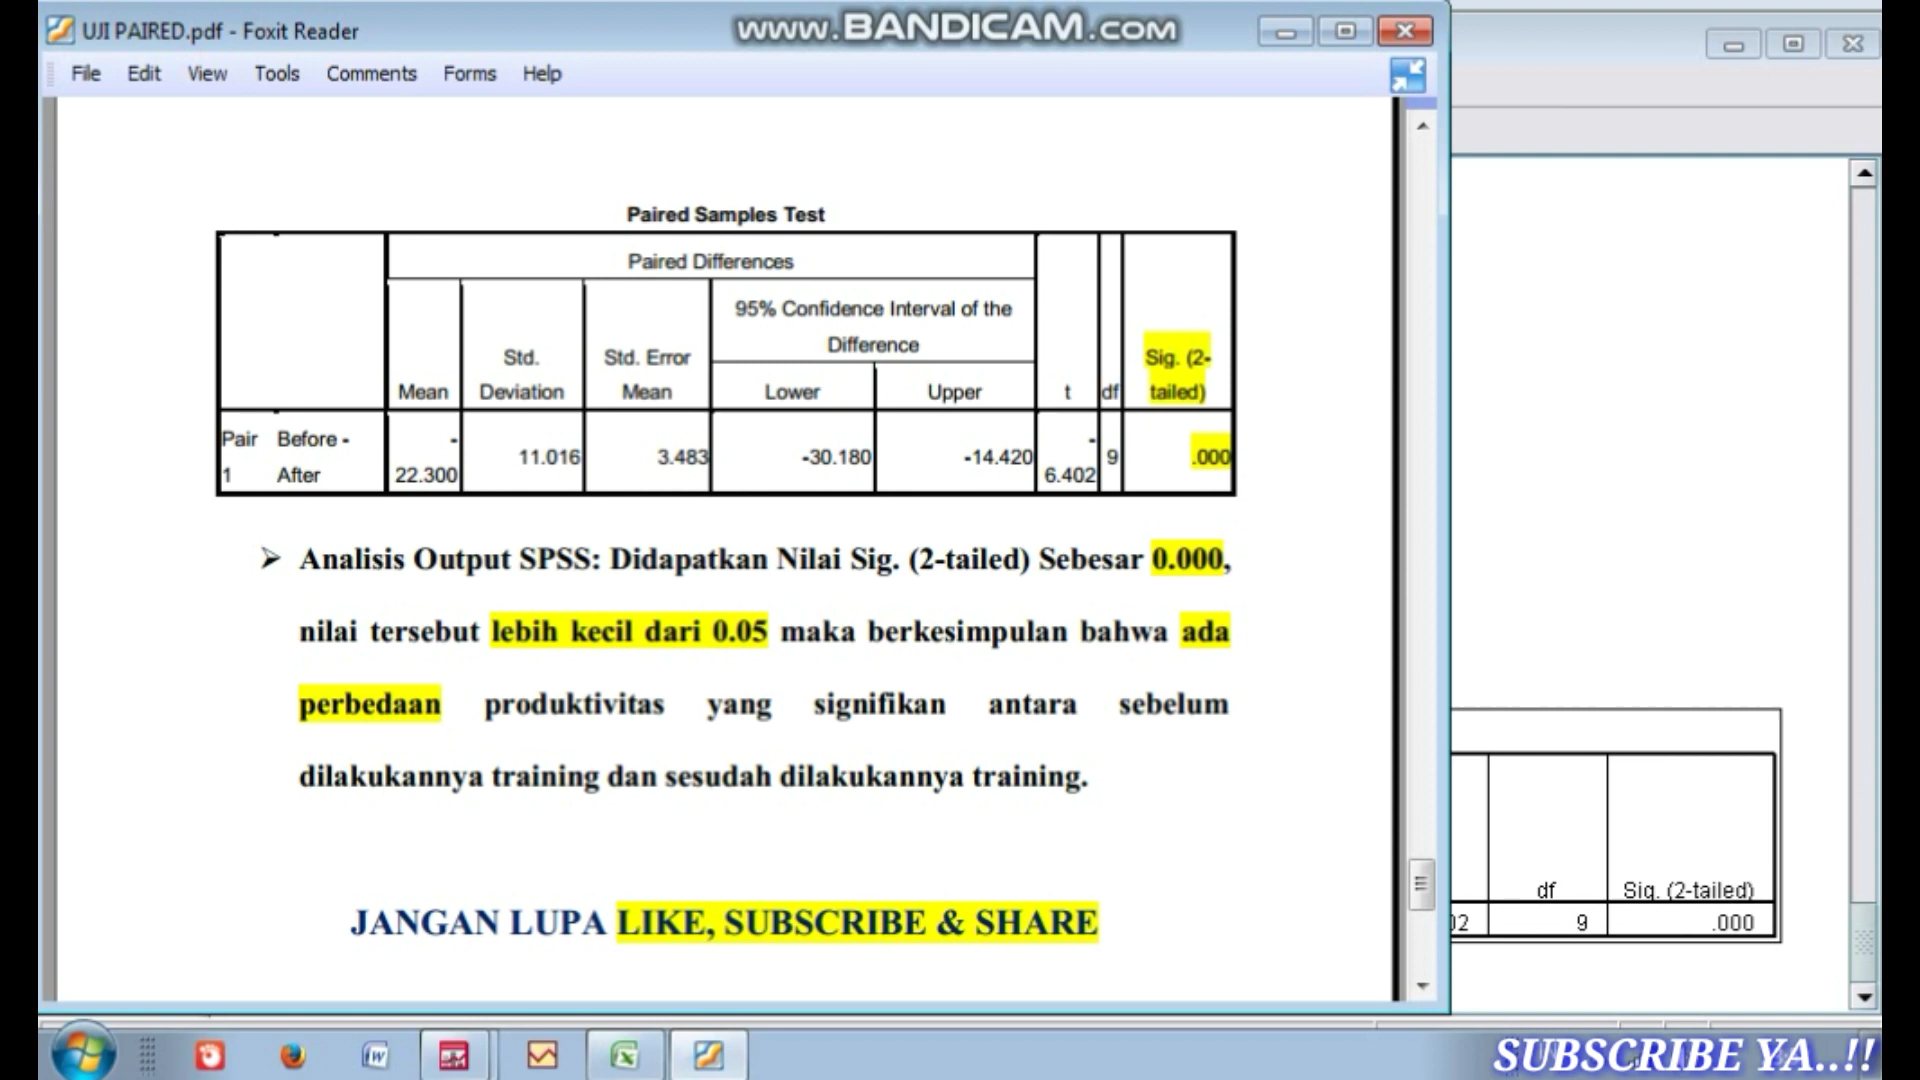 UJI PAIRED.pdf - Foxit Reader
www.BANDICAM.com
File Edit View Tools Comments Forms Help
Paired Samples Test
Paired Differences
95% Confidence Interval of the
Difference
Std.
Deviation
Std. Error
Mean
Sig. (2-
tailed)
Mean
Lower
Upper
t
df
Pair
1
Before -
After
-
22.300
11.016
3.483
-30.180
-14.420
-
6.402
9
.000
➢ Analisis Output SPSS: Didapatkan Nilai Sig. (2-tailed) Sebesar 0.000,
nilai tersebut lebih kecil dari 0.05 maka berkesimpulan bahwa ada
perbedaan produktivitas yang signifikan antara sebelum
dilakukannya training dan sesudah dilakukannya training.
JANGAN LUPA LIKE, SUBSCRIBE & SHARE
df
Sig. (2-tailed)
02
9
.000
SUBSCRIBE YA..!!